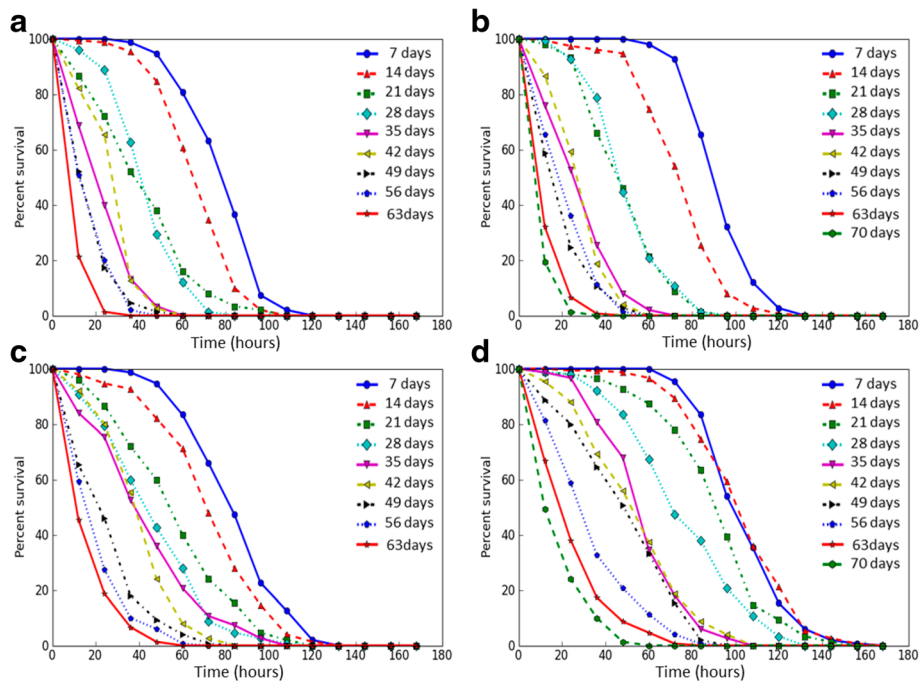 a
Percent survival
100
80
60
40
20
0
0 20 40 60 80 100 120 140 160 180
Time (hours)
7 days
14 days
21 days
28 days
35 days
42 days
49 days
56 days
63days
b
Percent survival
100
80
60
40
20
0
0 20 40 60 80 100 120 140 160 180
Time (hours)
7 days
14 days
21 days
28 days
35 days
42 days
49 days
56 days
63days
70 days
c
Percent survival
100
80
60
40
20
0
0 20 40 60 80 100 120 140 160 180
Time (hours)
7 days
14 days
21 days
28 days
35 days
42 days
49 days
56 days
63days
d
Percent survival
100
80
60
40
20
0
0 20 40 60 80 100 120 140 160 180
Time (hours)
7 days
14 days
21 days
28 days
35 days
42 days
49 days
56 days
63days
70 days